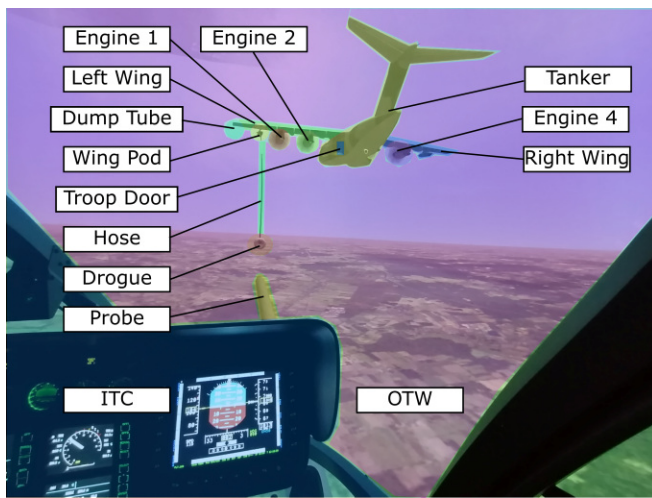 Engine 1
Engine 2
Left Wing
Tanker
Dump Tube
Engine 4
Wing Pod
Right Wing
Troop Door
Hose
Drogue
Probe
ITC
OTW